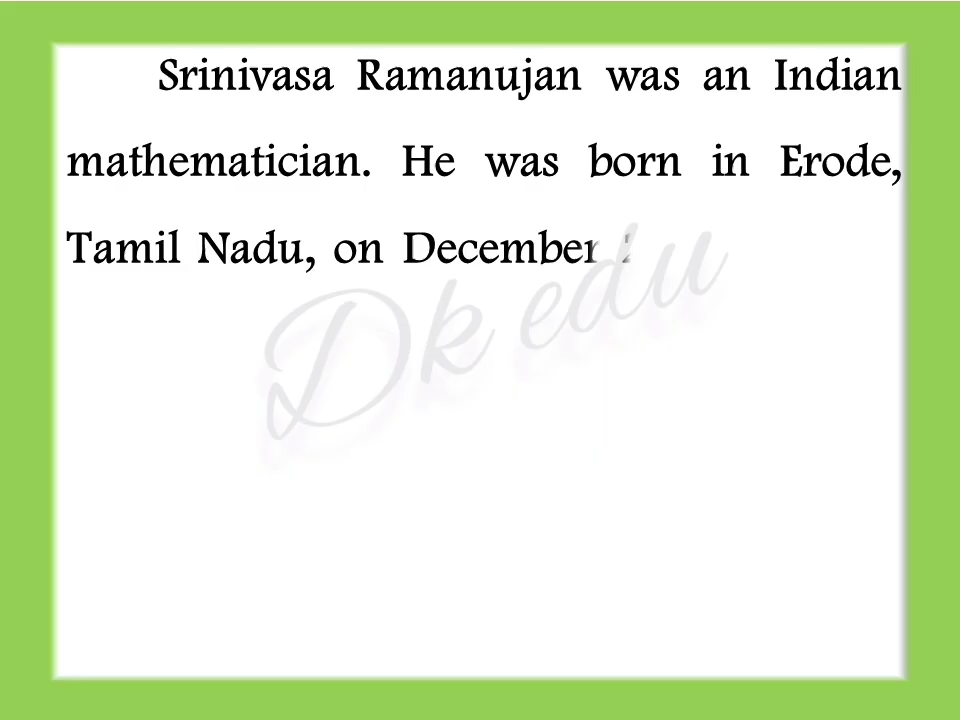 Srinivasa Ramanujan was an Indian
mathematician. He was born in Erode,
Tamil Nadu, on December
Dk edu